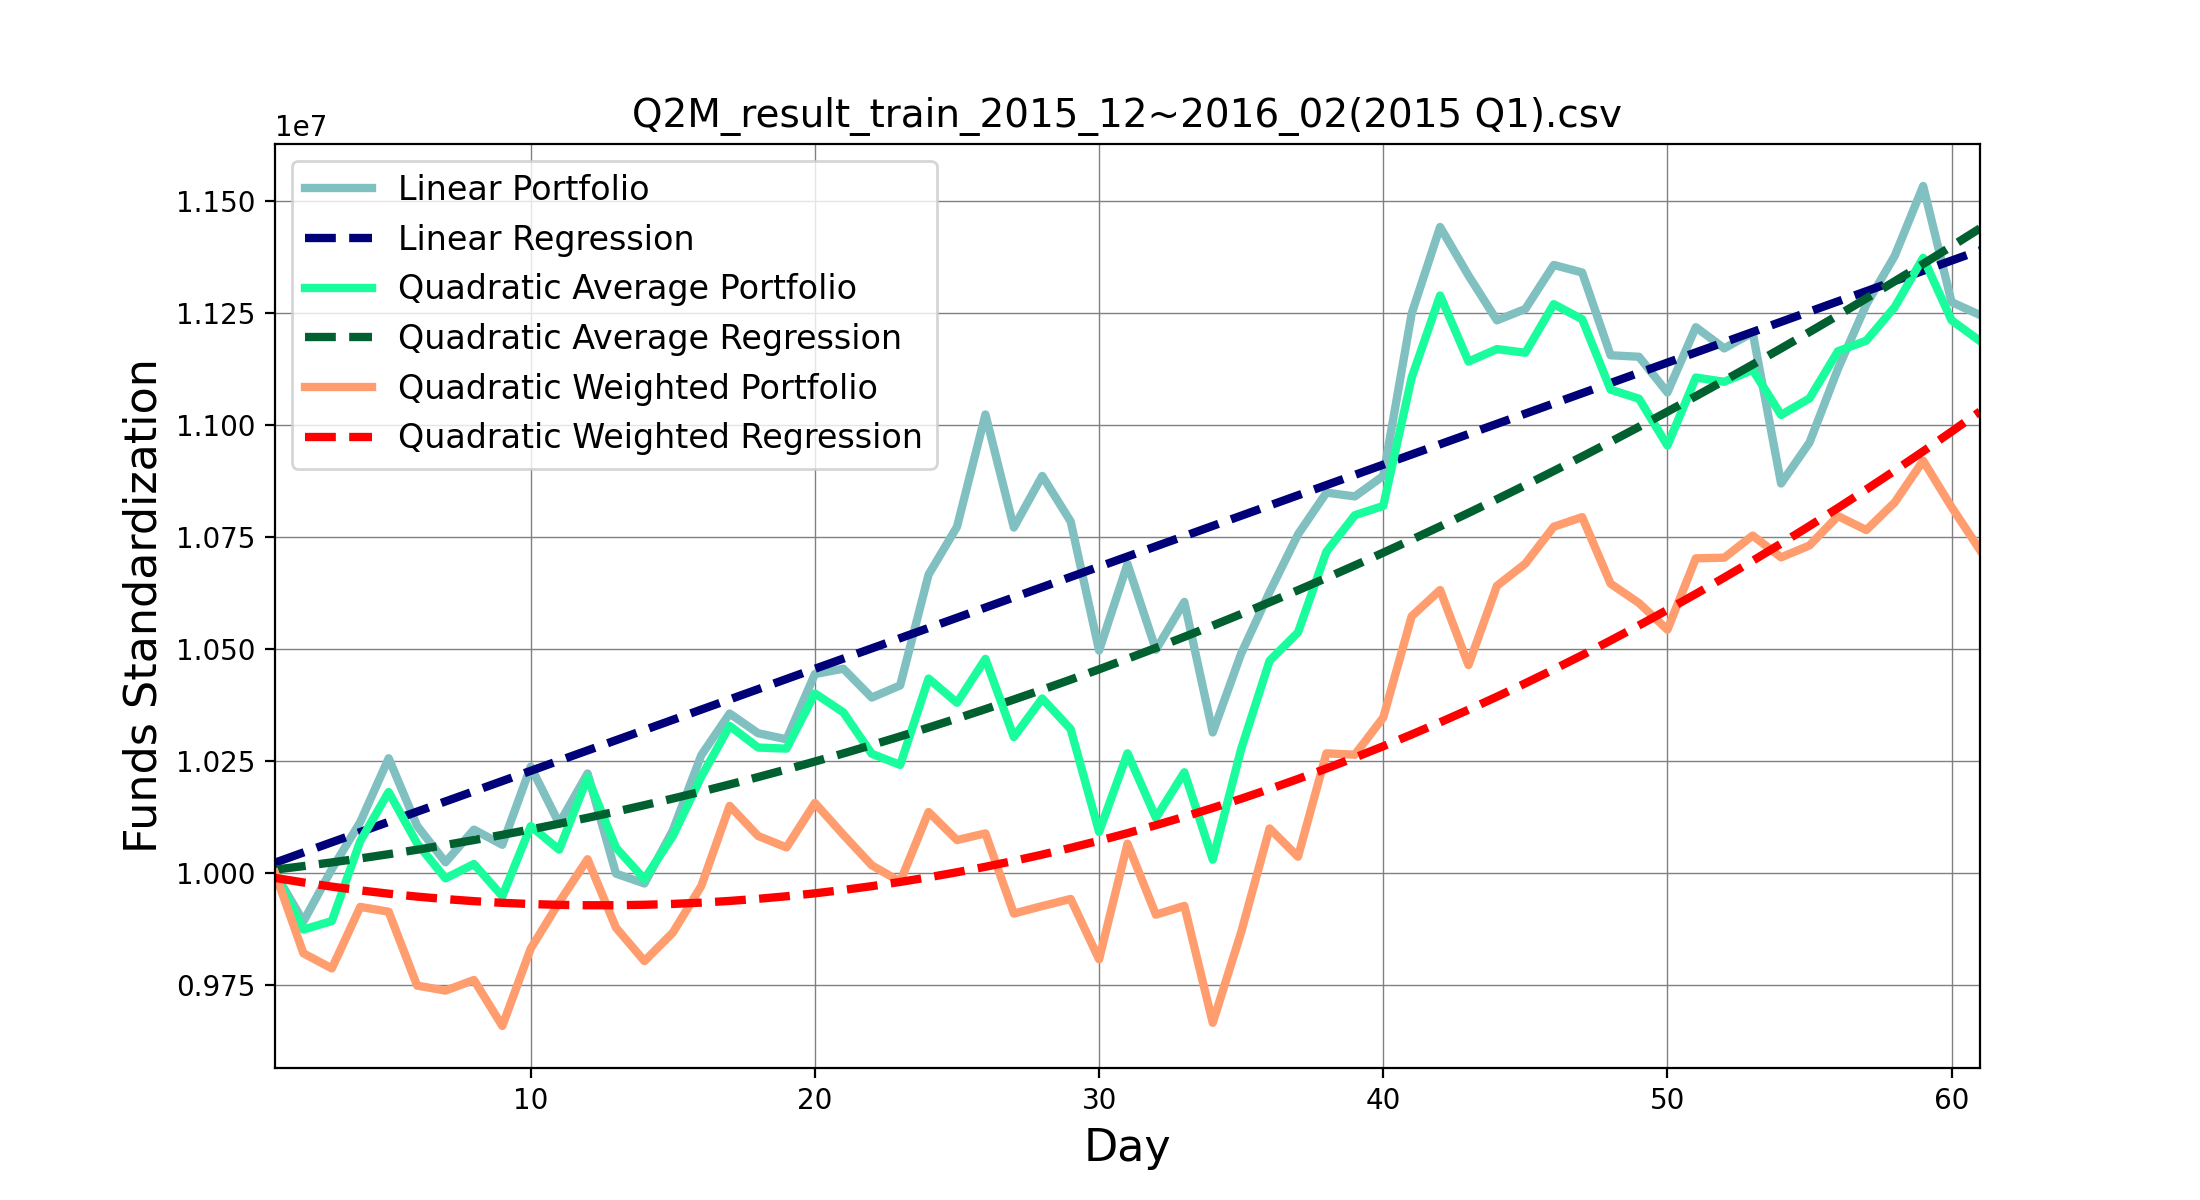 Q2M_result_train_2015_12~2016_02(2015 Q1).csv
1e7
Linear Portfolio
Linear Regression
Quadratic Average Portfolio
Quadratic Average Regression
Quadratic Weighted Portfolio
Quadratic Weighted Regression
1.150
1.125
1.100
1.075
1.050
1.025
1.000
0.975
Funds Standardization
10 20 30 40 50 60
Day